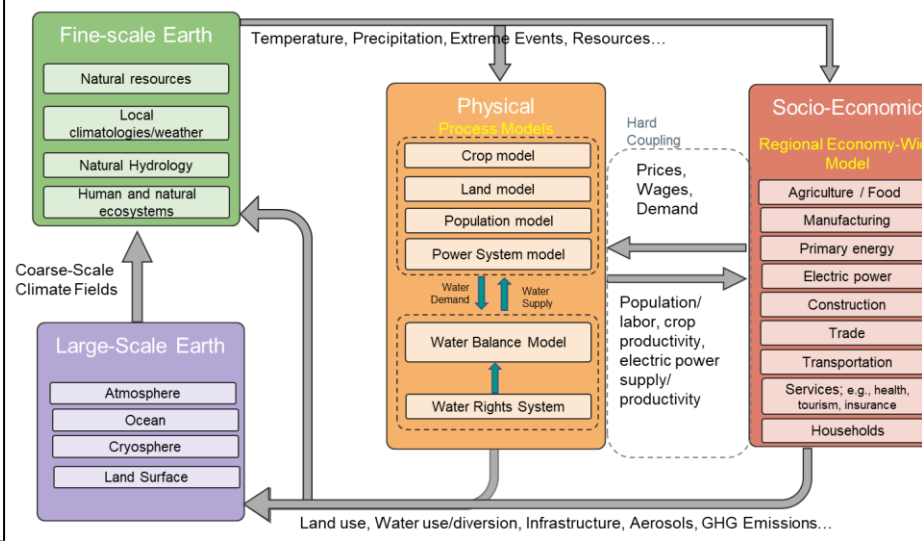 Fine-scale Earth
Natural resources
Local
climatologies/weather
Natural Hydrology
Human and natural
ecosystems
Temperature, Precipitation, Extreme Events, Resources...
Coarse-Scale
Climate Fields
Large-Scale Earth
Atmosphere
Ocean
Cryosphere
Land Surface
Physical
Process Models
Crop model
Land model
Population model
Power System model
Water
Demand
Water
Supply
Water Balance Model
Water Rights System
Hard
Coupling
Prices,
Wages,
Demand
Population/
labor, crop
productivity,
electric power
supply/
productivity
Socio-Economic
Regional Economy-Wid
Model
Agriculture / Food
Manufacturing
Primary energy
Electric power
Construction
Trade
Transportation
Services; e.g., health,
tourism, insurance
Households
Land use, Water use/diversion, Infrastructure, Aerosols, GHG Emissions...